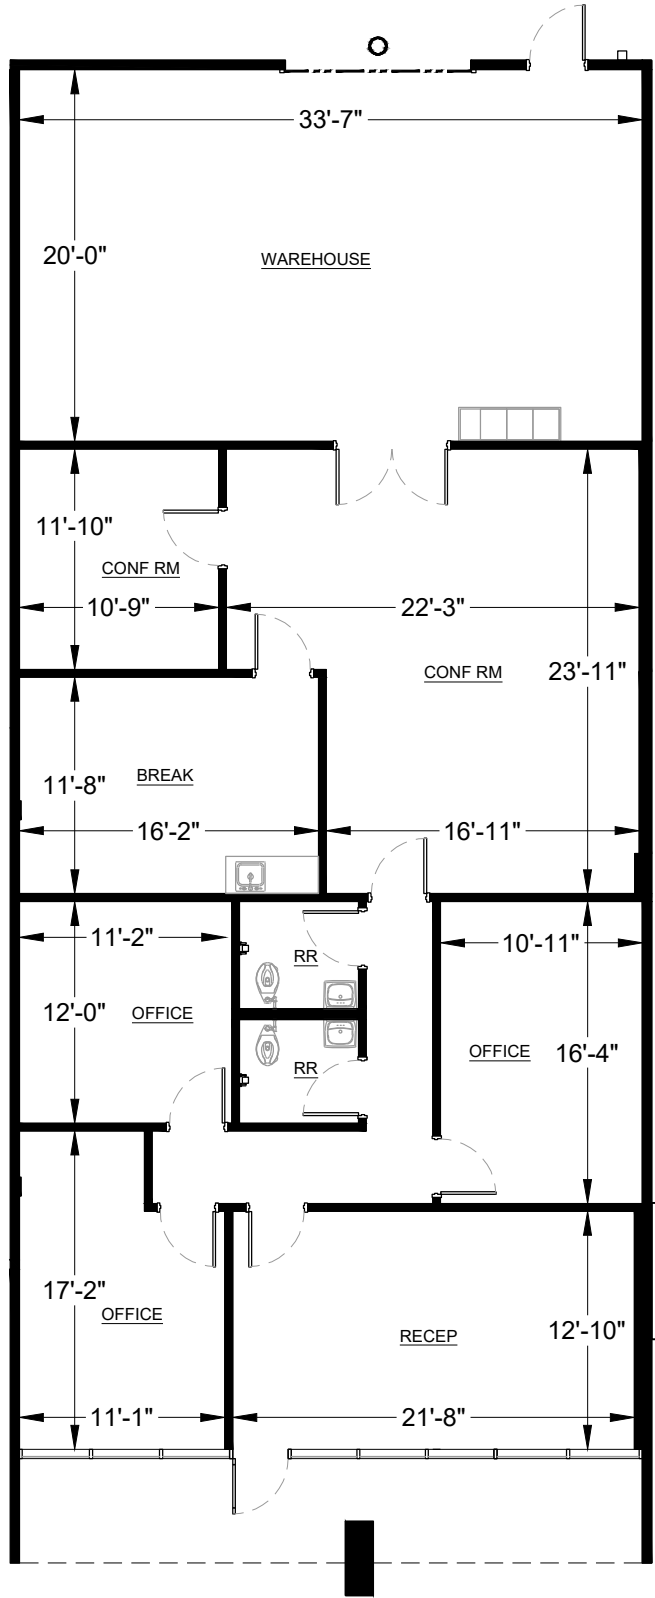 33'-7"
20'-0"
WAREHOUSE
11'-10"
CONF RM
10'-9"
22'-3"
CONF RM
23'-11"
BREAK
11'-8"
16'-2"
16'-11"
11'-2"
10'-11"
RR
12'-0"
OFFICE
OFFICE
16'-4"
RR
17'-2"
OFFICE
12'-10"
RECEP
11'-1"
21'-8"